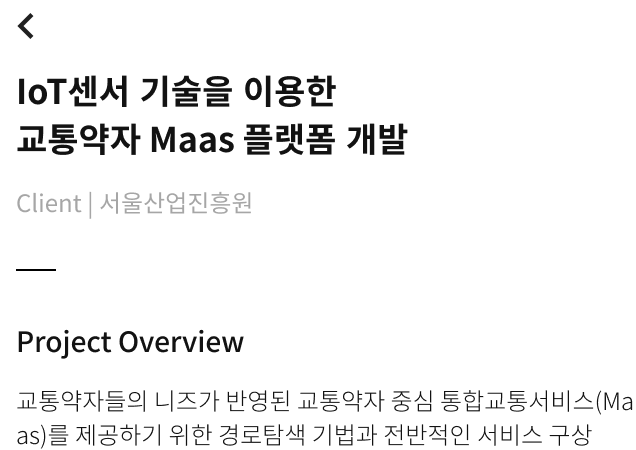 IoT센서 기술을 이용한
교통약자 Maas 플랫폼 개발
Client | 서울산업진흥원
Project Overview
교통약자들의 니즈가 반영된 교통약자 중심 통합교통서비스(Ma
as)를 제공하기 위한 경로탐색 기법과 전반적인 서비스 구상